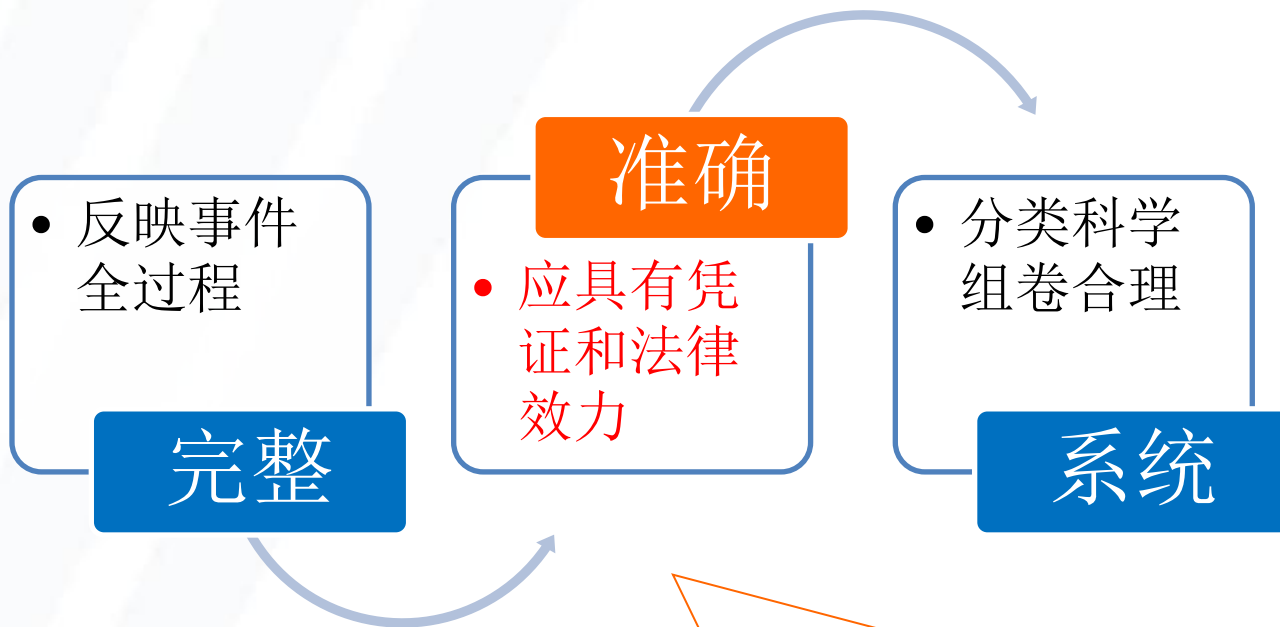 • 反映事件
全过程
完整
准确
• 应具有凭
证和法律
效力
• 分类科学
组卷合理
系统